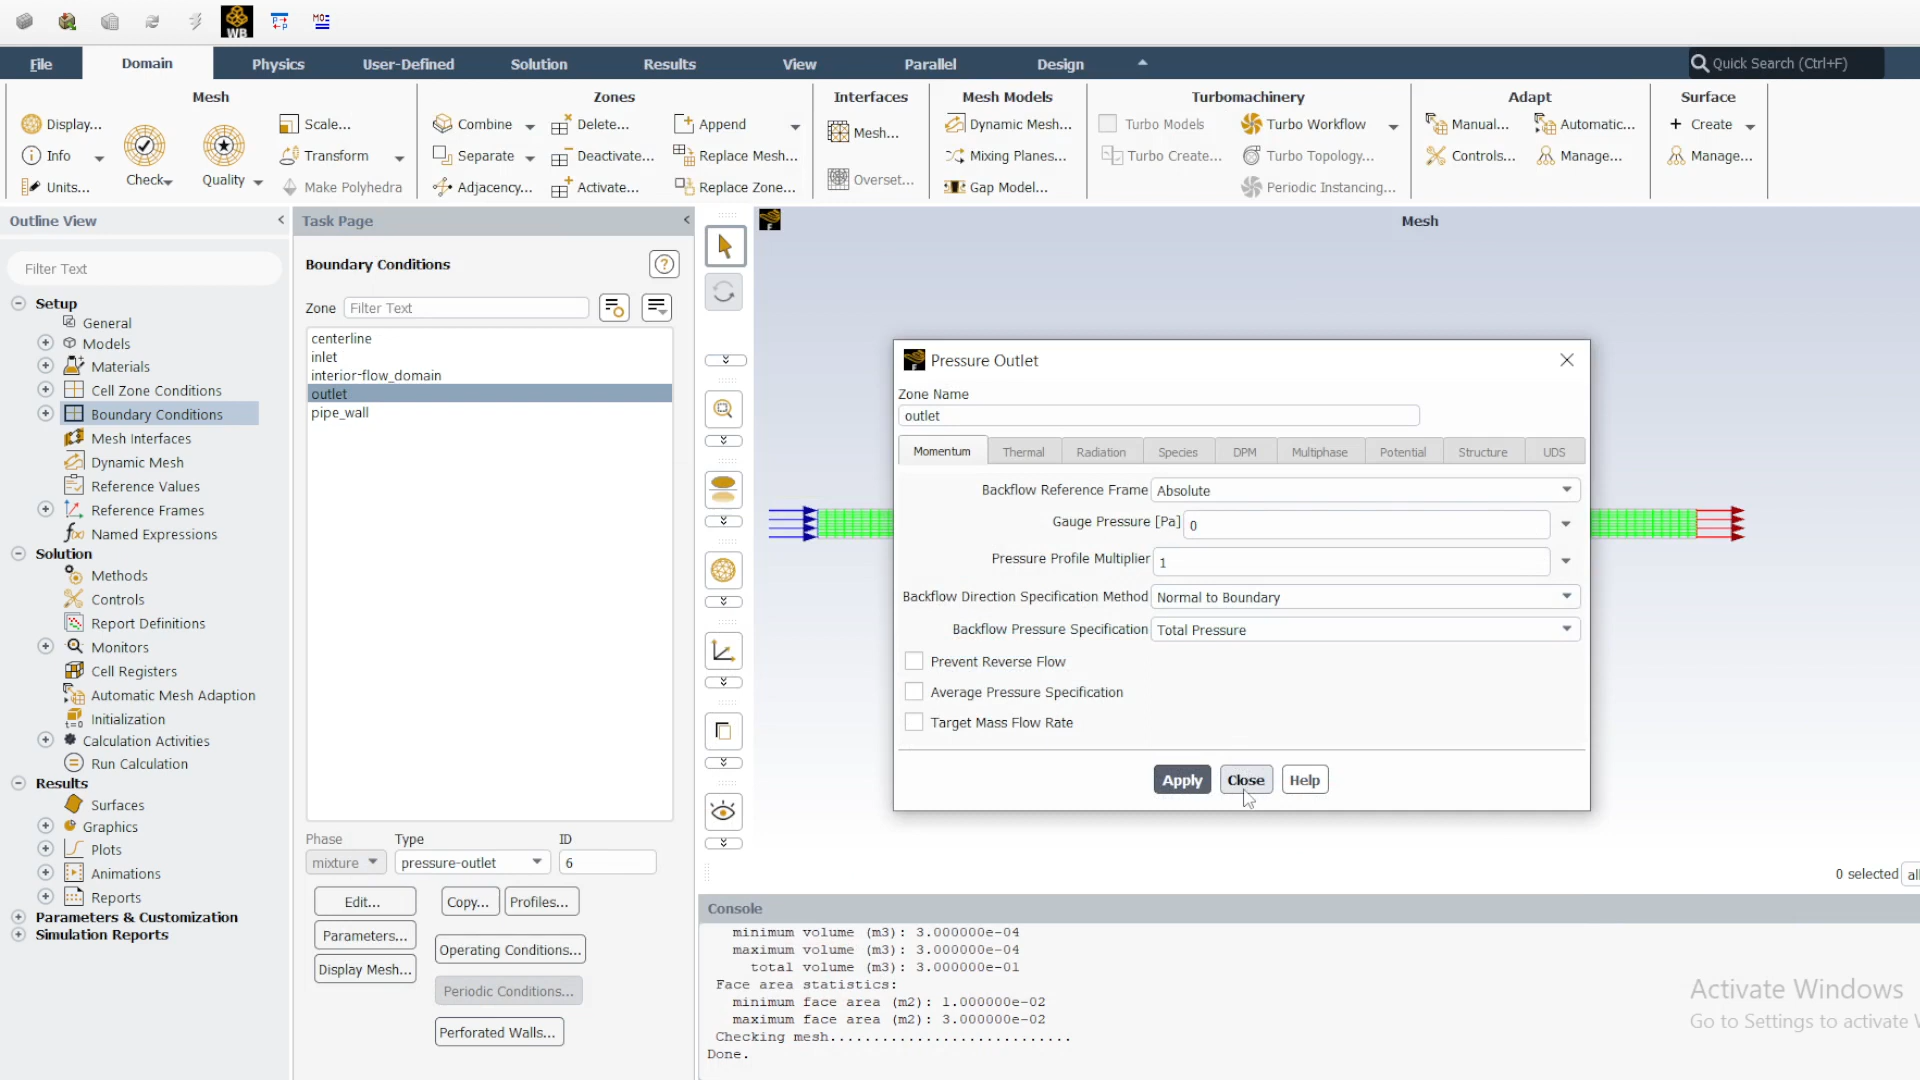 WB
MO
File Domain Physics User-Defined Solution Results View Parallel Design Quick Search (Ctrl+F)
Mesh
Display...
Info
Units...
Check
Quality
Scale...
Transform
Make Polyhedra
Zones
Combine
Separate
Adjacency...
Delete...
Deactivate...
Activate...
Append
Replace Mesh...
Replace Zone...
Interfaces
Mesh...
Overset...
Mesh Models
Dynamic Mesh...
Mixing Planes...
Gap Model...
Turbomachinery
Turbo Models
Turbo Create...
Turbo Workflow
Turbo Topology...
Periodic Instancing...
Adapt
Manual...
Controls...
Automatic...
Manage...
Surface
Create
Manage...
Outline View
Filter Text
Setup
General
Models
Materials
Cell Zone Conditions
Boundary Conditions
Mesh Interfaces
Dynamic Mesh
Reference Values
Reference Frames
Named Expressions
Solution
Methods
Controls
Report Definitions
Monitors
Cell Registers
Automatic Mesh Adaption
Initialization
Calculation Activities
Run Calculation
Results
Surfaces
Graphics
Plots
Animations
Reports
Parameters & Customization
Simulation Reports
Task Page
Boundary Conditions
Zone Filter Text
centerline
inlet
interior-flow_domain
outlet
pipe_wall
Phase Type ID
mixture pressure-outlet 6
Edit... Copy... Profiles...
Parameters... Operating Conditions...
Display Mesh... Periodic Conditions...
Perforated Walls...
Mesh
Pressure Outlet
Zone Name
outlet
Momentum Thermal Radiation Species DPM Multiphase Potential Structure UDS
Backflow Reference Frame Absolute
Gauge Pressure [Pa] 0
Pressure Profile Multiplier 1
Backflow Direction Specification Method Normal to Boundary
Backflow Pressure Specification Total Pressure
Prevent Reverse Flow
Average Pressure Specification
Target Mass Flow Rate
Apply Close Help
0 selected all
Console
minimum volume (m3): 3.000000e-04
maximum volume (m3): 3.000000e-04
total volume (m3): 3.000000e-01
Face area statistics:
minimum face area (m2): 1.000000e-02
maximum face area (m2): 3.000000e-02
Checking mesh...........................
Done.
Activate Windows
Go to Settings to activate